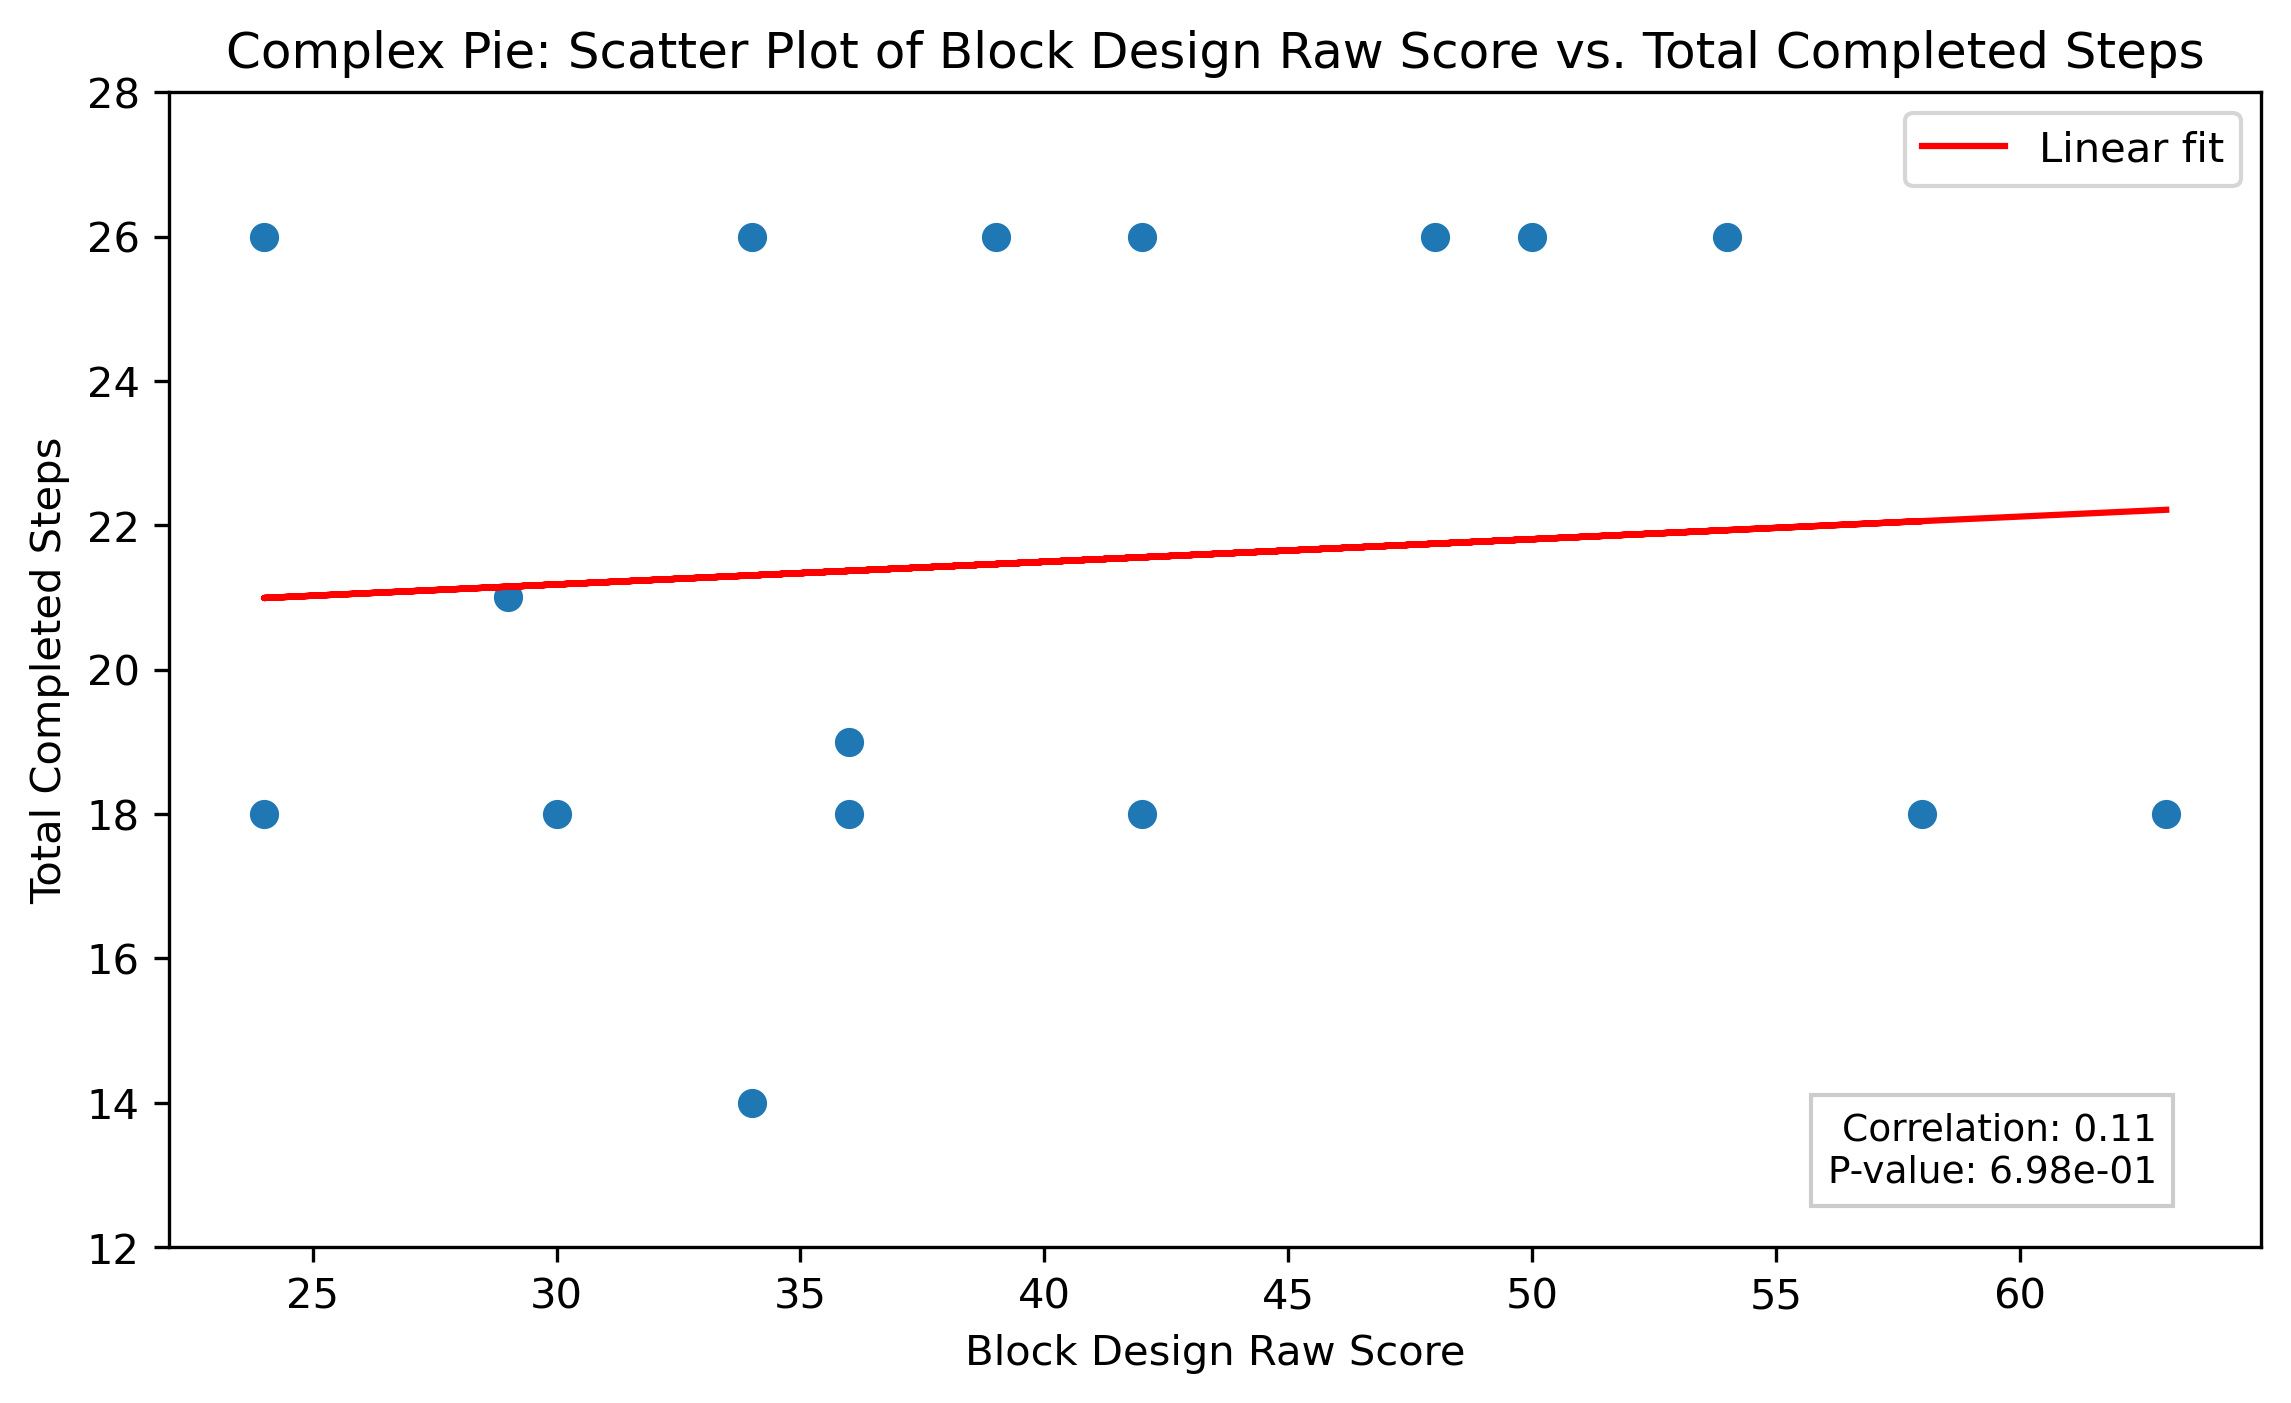 Complex Pie: Scatter Plot of Block Design Raw Score vs. Total Completed Steps
Linear fit
28
26
24
22
20
18
16
14
12
Total Completed Steps
Correlation: 0.11
P-value: 6.98e-01
25 30 35 40 45 50 55 60
Block Design Raw Score